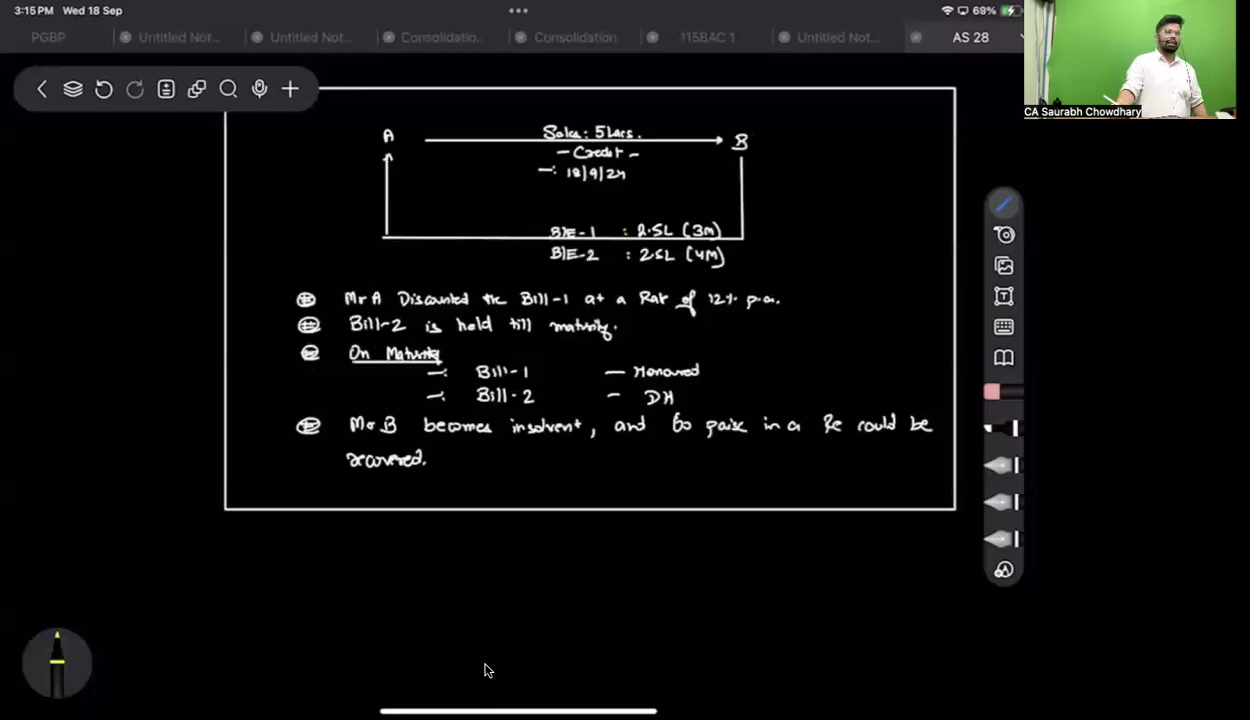 3:15 PM Wed 18 Sep
69%
PGBP
Untitled Not...
Untitled Not...
Consolidatio...
Consolidation
115BAC 1
Untitled Not...
AS 28
CA Saurabh Chowdhary
A
Sales: 5 Lacs.
B
- Credit -
18/9/24
B/E-1 : 2.5L (3M)
B/E-2 : 2.5L (4M)
Mr A Discounted the Bill-1 at a Rate of 12% p.a.
Bill-2 is held till maturity.
On Maturity
Bill-1 - Honoured
Bill-2 - DH
Mr B becomes insolvent, and 60 paise in a Re could be
recovered.